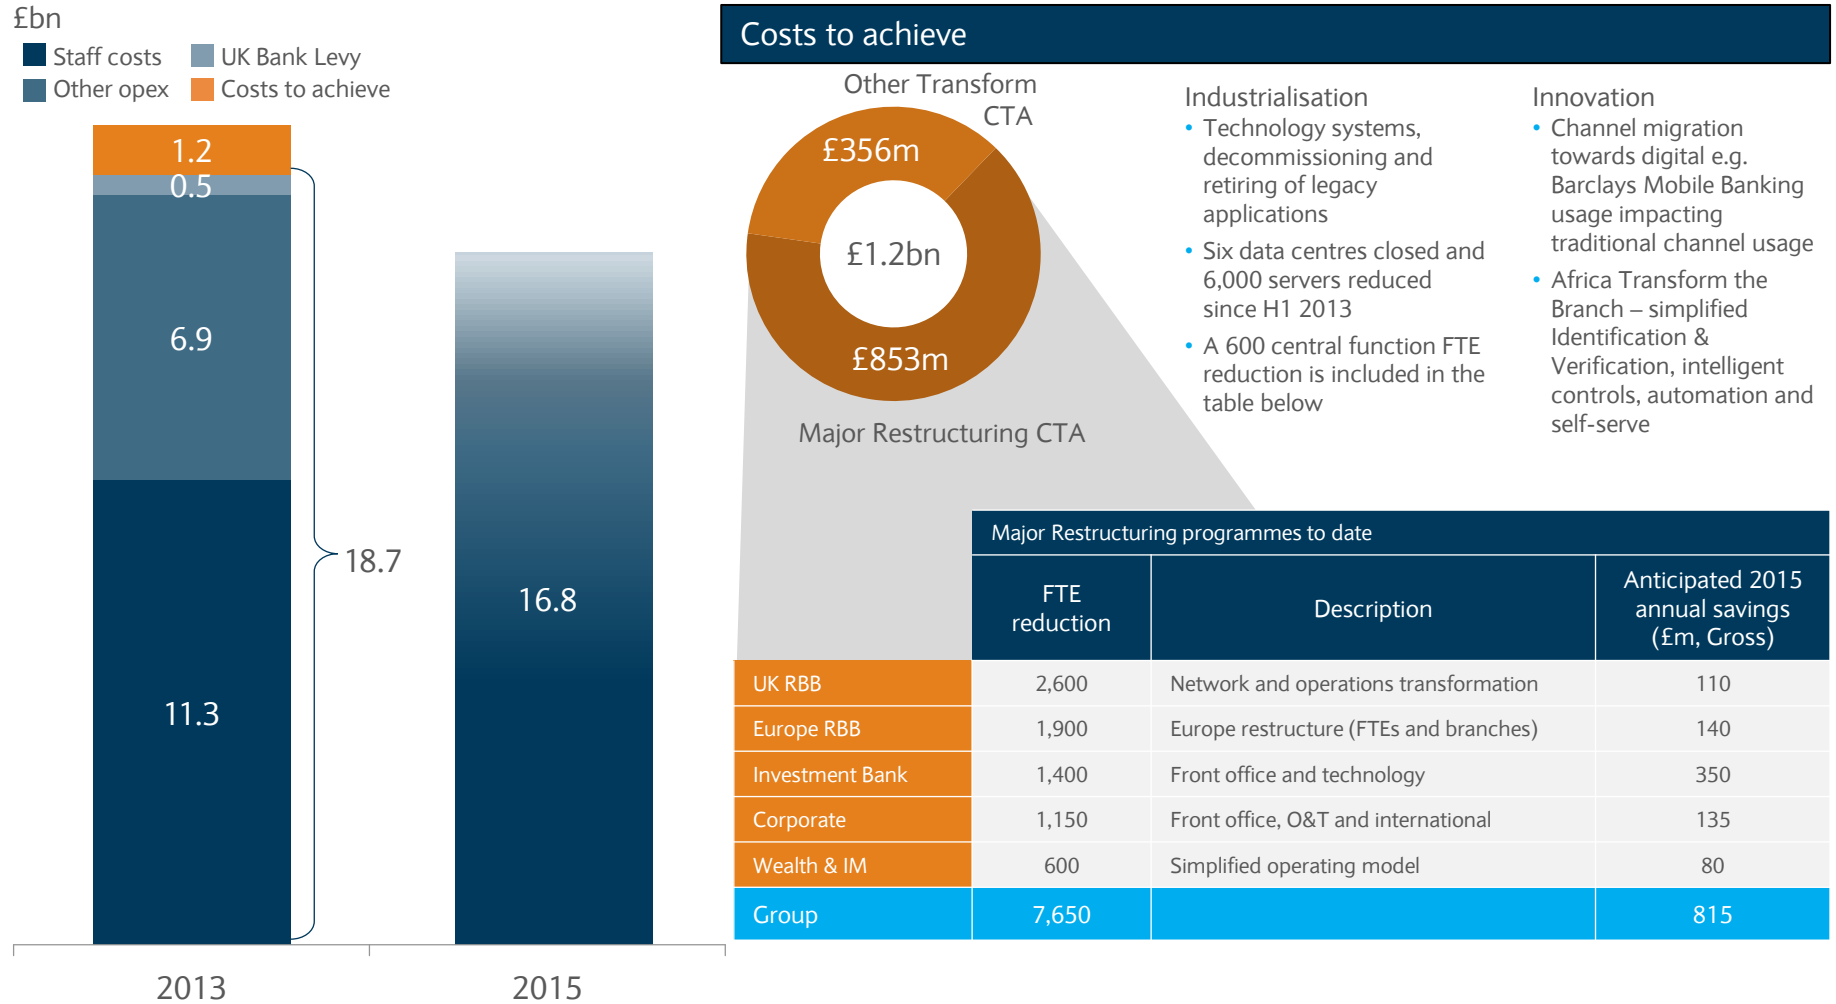 £bn
Staff costs
UK Bank Levy
Other opex
Costs to achieve
1.2
0.5
6.9
11.3
18.7
16.8
2013
2015
Costs to achieve
Other Transform
CTA
£356m
£1.2bn
£853m
Major Restructuring CTA
Industrialisation
• Technology systems,
decommissioning and
retiring of legacy
applications
• Six data centres closed and
6,000 servers reduced
since H1 2013
• A 600 central function FTE
reduction is included in the
table below
Innovation
• Channel migration
towards digital e.g.
Barclays Mobile Banking
usage impacting
traditional channel usage
• Africa Transform the
Branch – simplified
Identification &
Verification, intelligent
controls, automation and
self-serve
Major Restructuring programmes to date
FTE
reduction
Description
Anticipated 2015
annual savings
(£m, Gross)
UK RBB 2,600 Network and operations transformation 110
Europe RBB 1,900 Europe restructure (FTEs and branches) 140
Investment Bank 1,400 Front office and technology 350
Corporate 1,150 Front office, O&T and international 135
Wealth & IM 600 Simplified operating model 80
Group 7,650 815